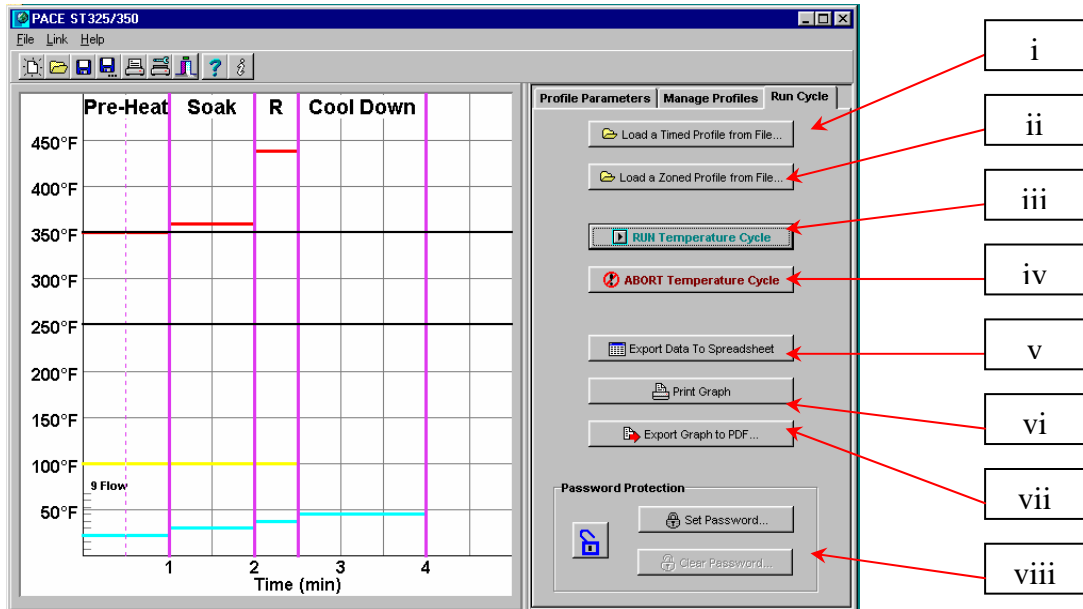 PACE ST325/350
File Link Help
Pre-Heat Soak R Cool Down
450°F
400°F
350°F
300°F
250°F
200°F
150°F
100°F
9 Flow
50°F
1 2 3 4
Time (min)
Profile Parameters Manage Profiles Run Cycle
Load a Timed Profile from File...
Load a Zoned Profile from File...
RUN Temperature Cycle
ABORT Temperature Cycle
Export Data To Spreadsheet
Print Graph
Export Graph to PDF...
Password Protection
Set Password...
Clear Password...
i
ii
iii
iv
v
vi
vii
viii